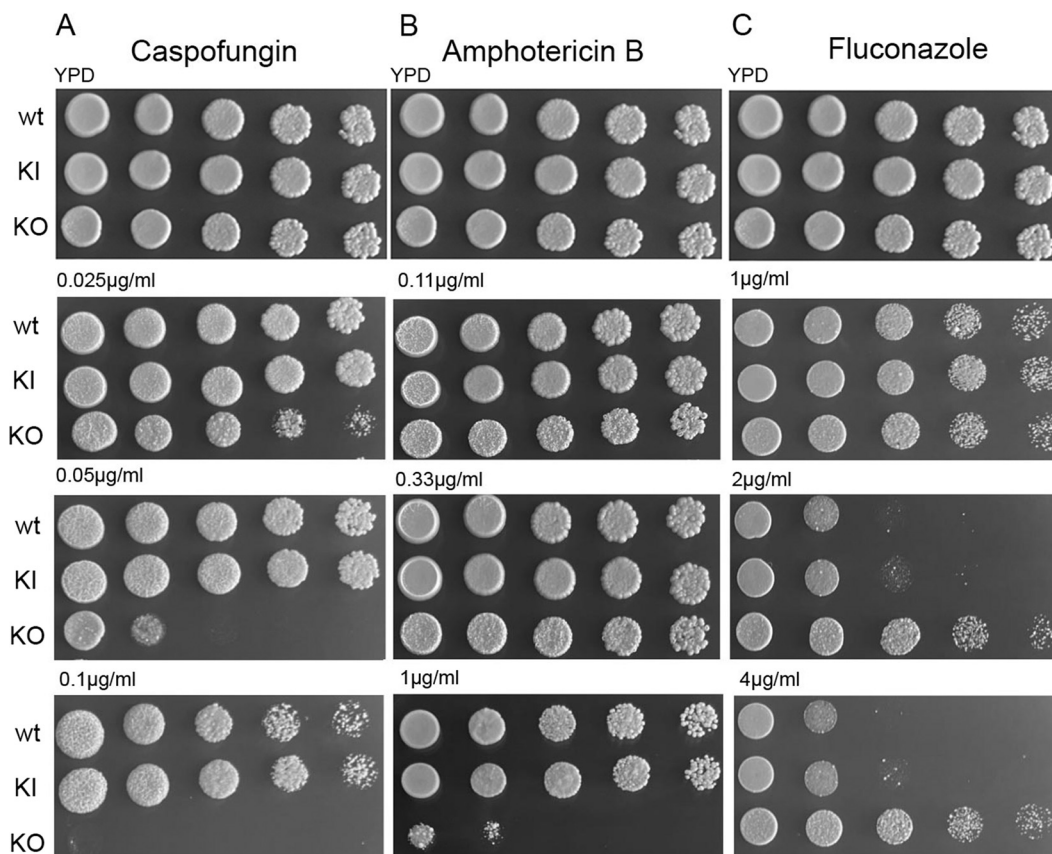 A B C
Caspofungin Amphotericin B Fluconazole
YPD YPD YPD
wt
KI
KO
0.025µg/ml 0.11µg/ml 1µg/ml
wt
KI
KO
0.05µg/ml 0.33µg/ml 2µg/ml
wt
KI
KO
0.1µg/ml 1µg/ml 4µg/ml
wt
KI
KO